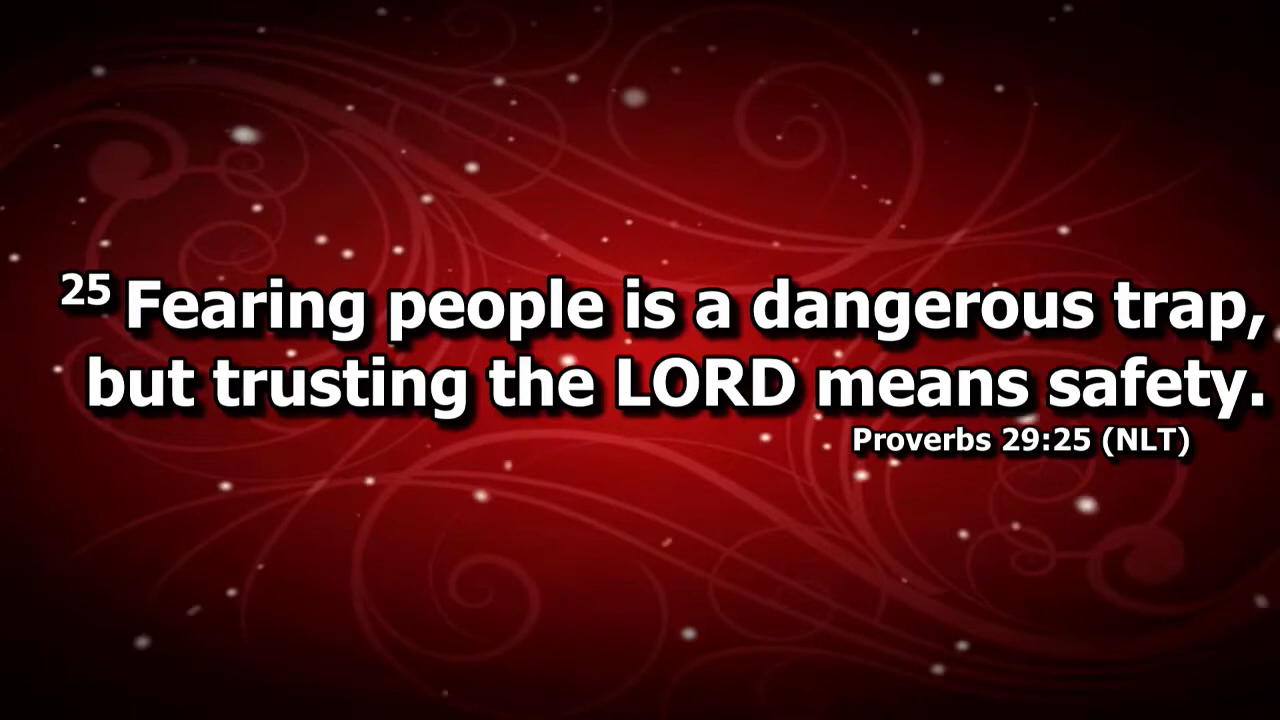 25 Fearing people is a dangerous trap,
but trusting the LORD means safety.
Proverbs 29:25 (NLT)